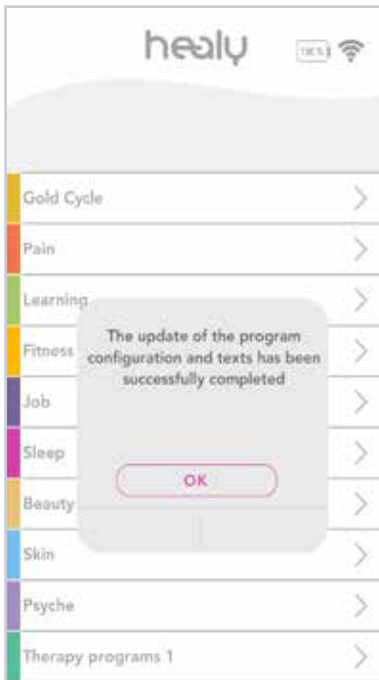 healy
Gold Cycle
Pain
Learning
The update of the program
configuration and texts has been
successfully completed
Fitness
Job
Sleep
OK
Beauty
Skin
Psyche
Therapy programs 1